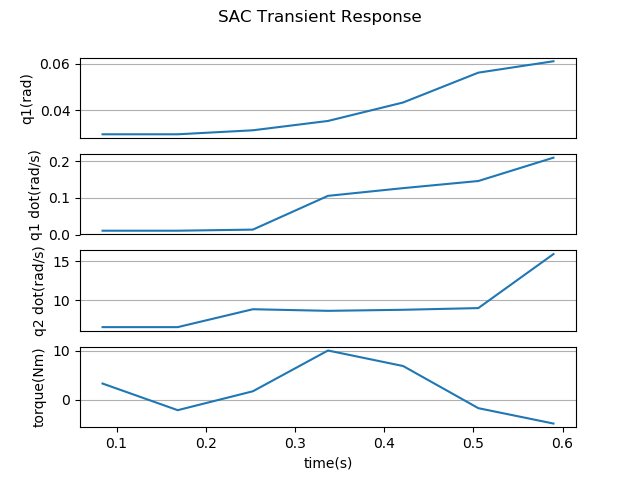 SAC Transient Response
0.06
0.04
q1(rad)
0.2
0.1
0.0
q1 dot(rad/s)
15
10
q2 dot(rad/s)
10
0
torque(Nm)
0.1 0.2 0.3 0.4 0.5 0.6
time(s)